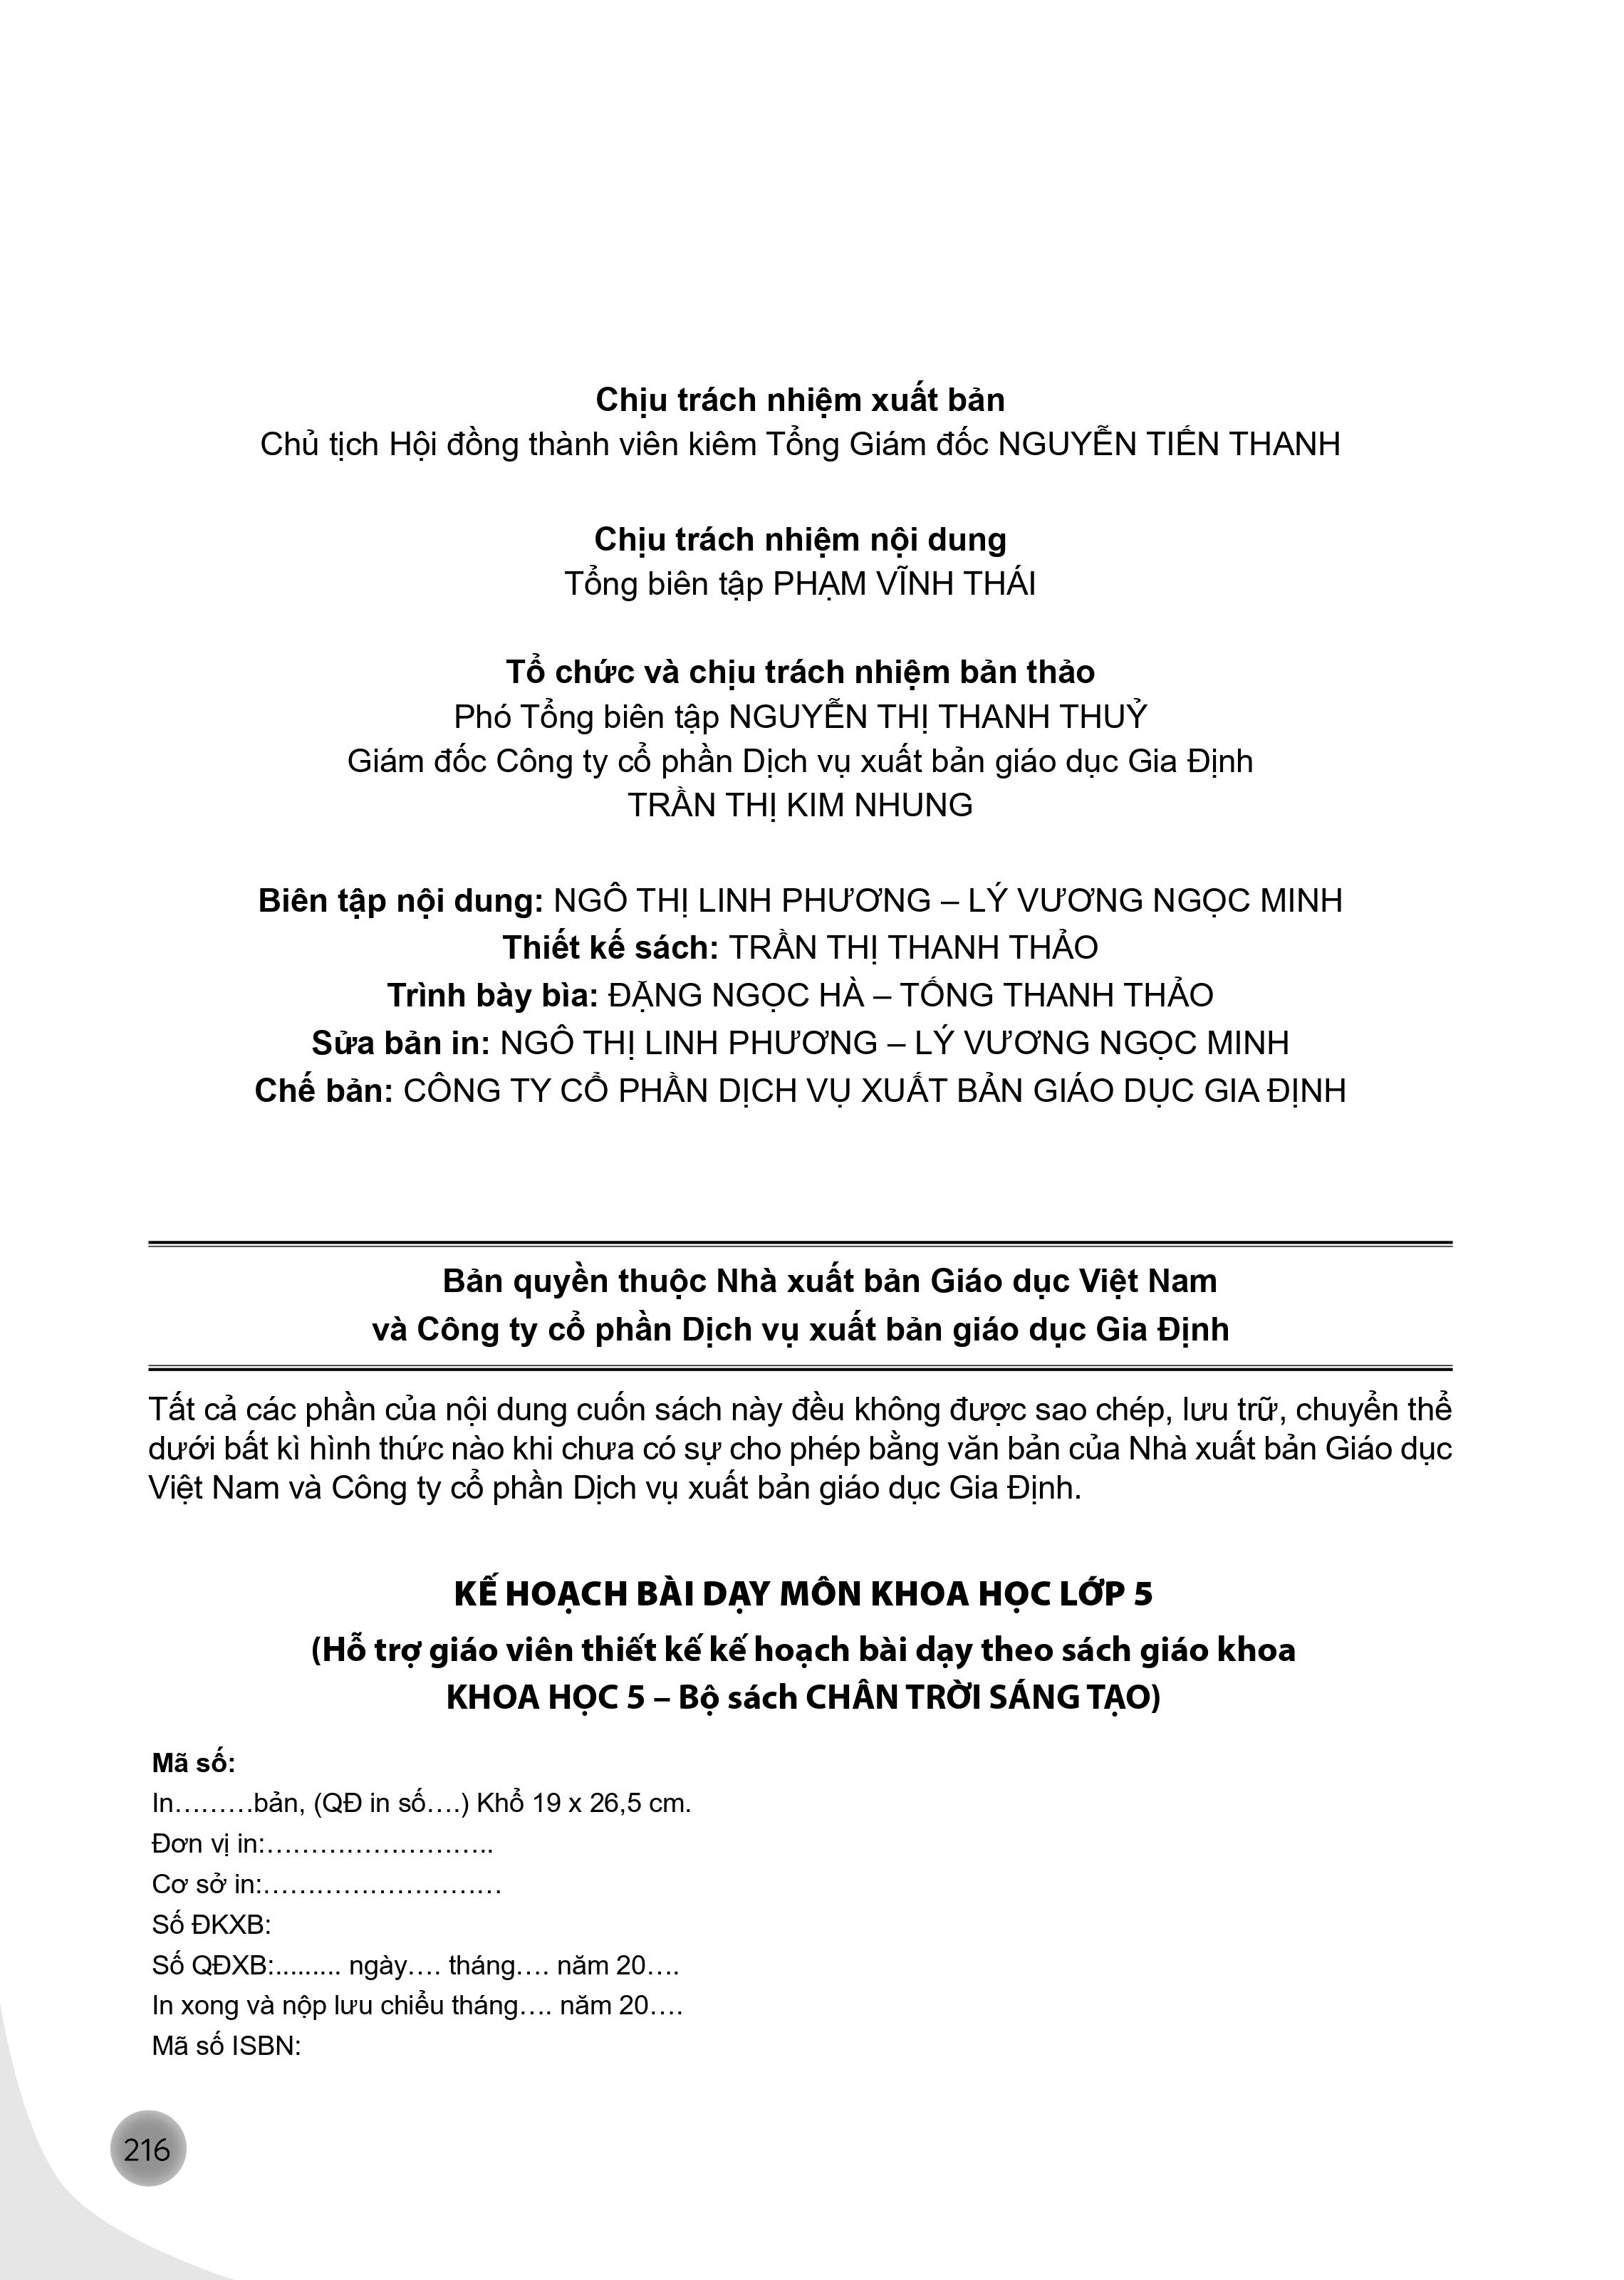 Chịu trách nhiệm xuất bản
Chủ tịch Hội đồng thành viên kiêm Tổng Giám đốc NGUYỄN TIẾN THANH
Chịu trách nhiệm nội dung
Tổng biên tập PHẠM VĨNH THÁI
Tổ chức và chịu trách nhiệm bản thảo
Phó Tổng biên tập NGUYỄN THỊ THANH THUỶ
Giám đốc Công ty cổ phần Dịch vụ xuất bản giáo dục Gia Định
TRẦN THỊ KIM NHUNG
Biên tập nội dung: NGÔ THỊ LINH PHƯƠNG – LÝ VƯƠNG NGỌC MINH
Thiết kế sách: TRẦN THỊ THANH THẢO
Trình bày bìa: ĐẶNG NGỌC HÀ – TỐNG THANH THẢO
Sửa bản in: NGÔ THỊ LINH PHƯƠNG – LÝ VƯƠNG NGỌC MINH
Chế bản: CÔNG TY CỔ PHẦN DỊCH VỤ XUẤT BẢN GIÁO DỤC GIA ĐỊNH
Bản quyền thuộc Nhà xuất bản Giáo dục Việt Nam
và Công ty cổ phần Dịch vụ xuất bản giáo dục Gia Định
Tất cả các phần của nội dung cuốn sách này đều không được sao chép, lưu trữ, chuyển thể
dưới bất kì hình thức nào khi chưa có sự cho phép bằng văn bản của Nhà xuất bản Giáo dục
Việt Nam và Công ty cổ phần Dịch vụ xuất bản giáo dục Gia Định.
KẾ HOẠCH BÀI DẠY MÔN KHOA HỌC LỚP 5
(Hỗ trợ giáo viên thiết kế kế hoạch bài dạy theo sách giáo khoa
KHOA HỌC 5 – Bộ sách CHÂN TRỜI SÁNG TẠO)
Mã số:
In………bản, (QĐ in số….) Khổ 19 x 26,5 cm.
Đơn vị in:……………………..
Cơ sở in:………………………
Số ĐKXB:
Số QĐXB:......... ngày…. tháng…. năm 20….
In xong và nộp lưu chiểu tháng…. năm 20….
Mã số ISBN:
216